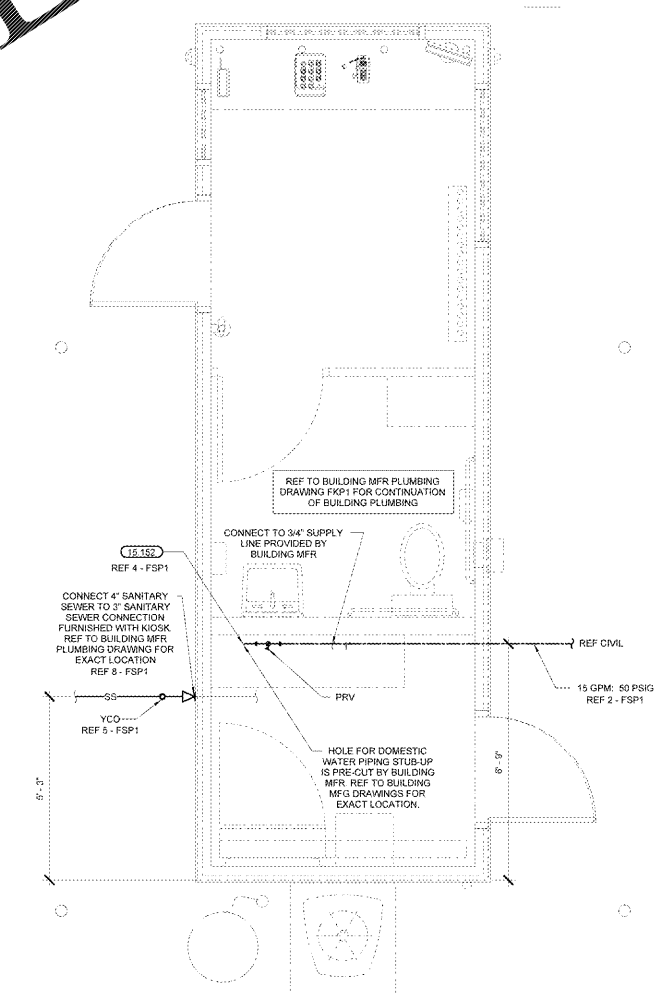 REF TO BUILDING MFR PLUMBING
DRAWING FKP1 FOR CONTINUATION
OF BUILDING PLUMBING
CONNECT TO 3/4" SUPPLY
LINE PROVIDED BY
BUILDING MFR
15.152
REF 4 - FSP1
CONNECT 4" SANITARY
SEWER TO 3" SANITARY
SEWER CONNECTION
FURNISHED WITH KIOSK
REF TO BUILDING MFR
PLUMBING DRAWING FOR
EXACT LOCATION
REF 8 - FSP1
REF CIVIL
15 GPM: 50 PSIG
REF 2 - FSP1
PRV
SS
YCO
REF 5 - FSP1
HOLE FOR DOMESTIC
WATER PIPING STUB-UP
IS PRE-CUT BY BUILDING
MFR. REF TO BUILDING
MFG DRAWINGS FOR
EXACT LOCATION.
5' - 3"
6' - 9"